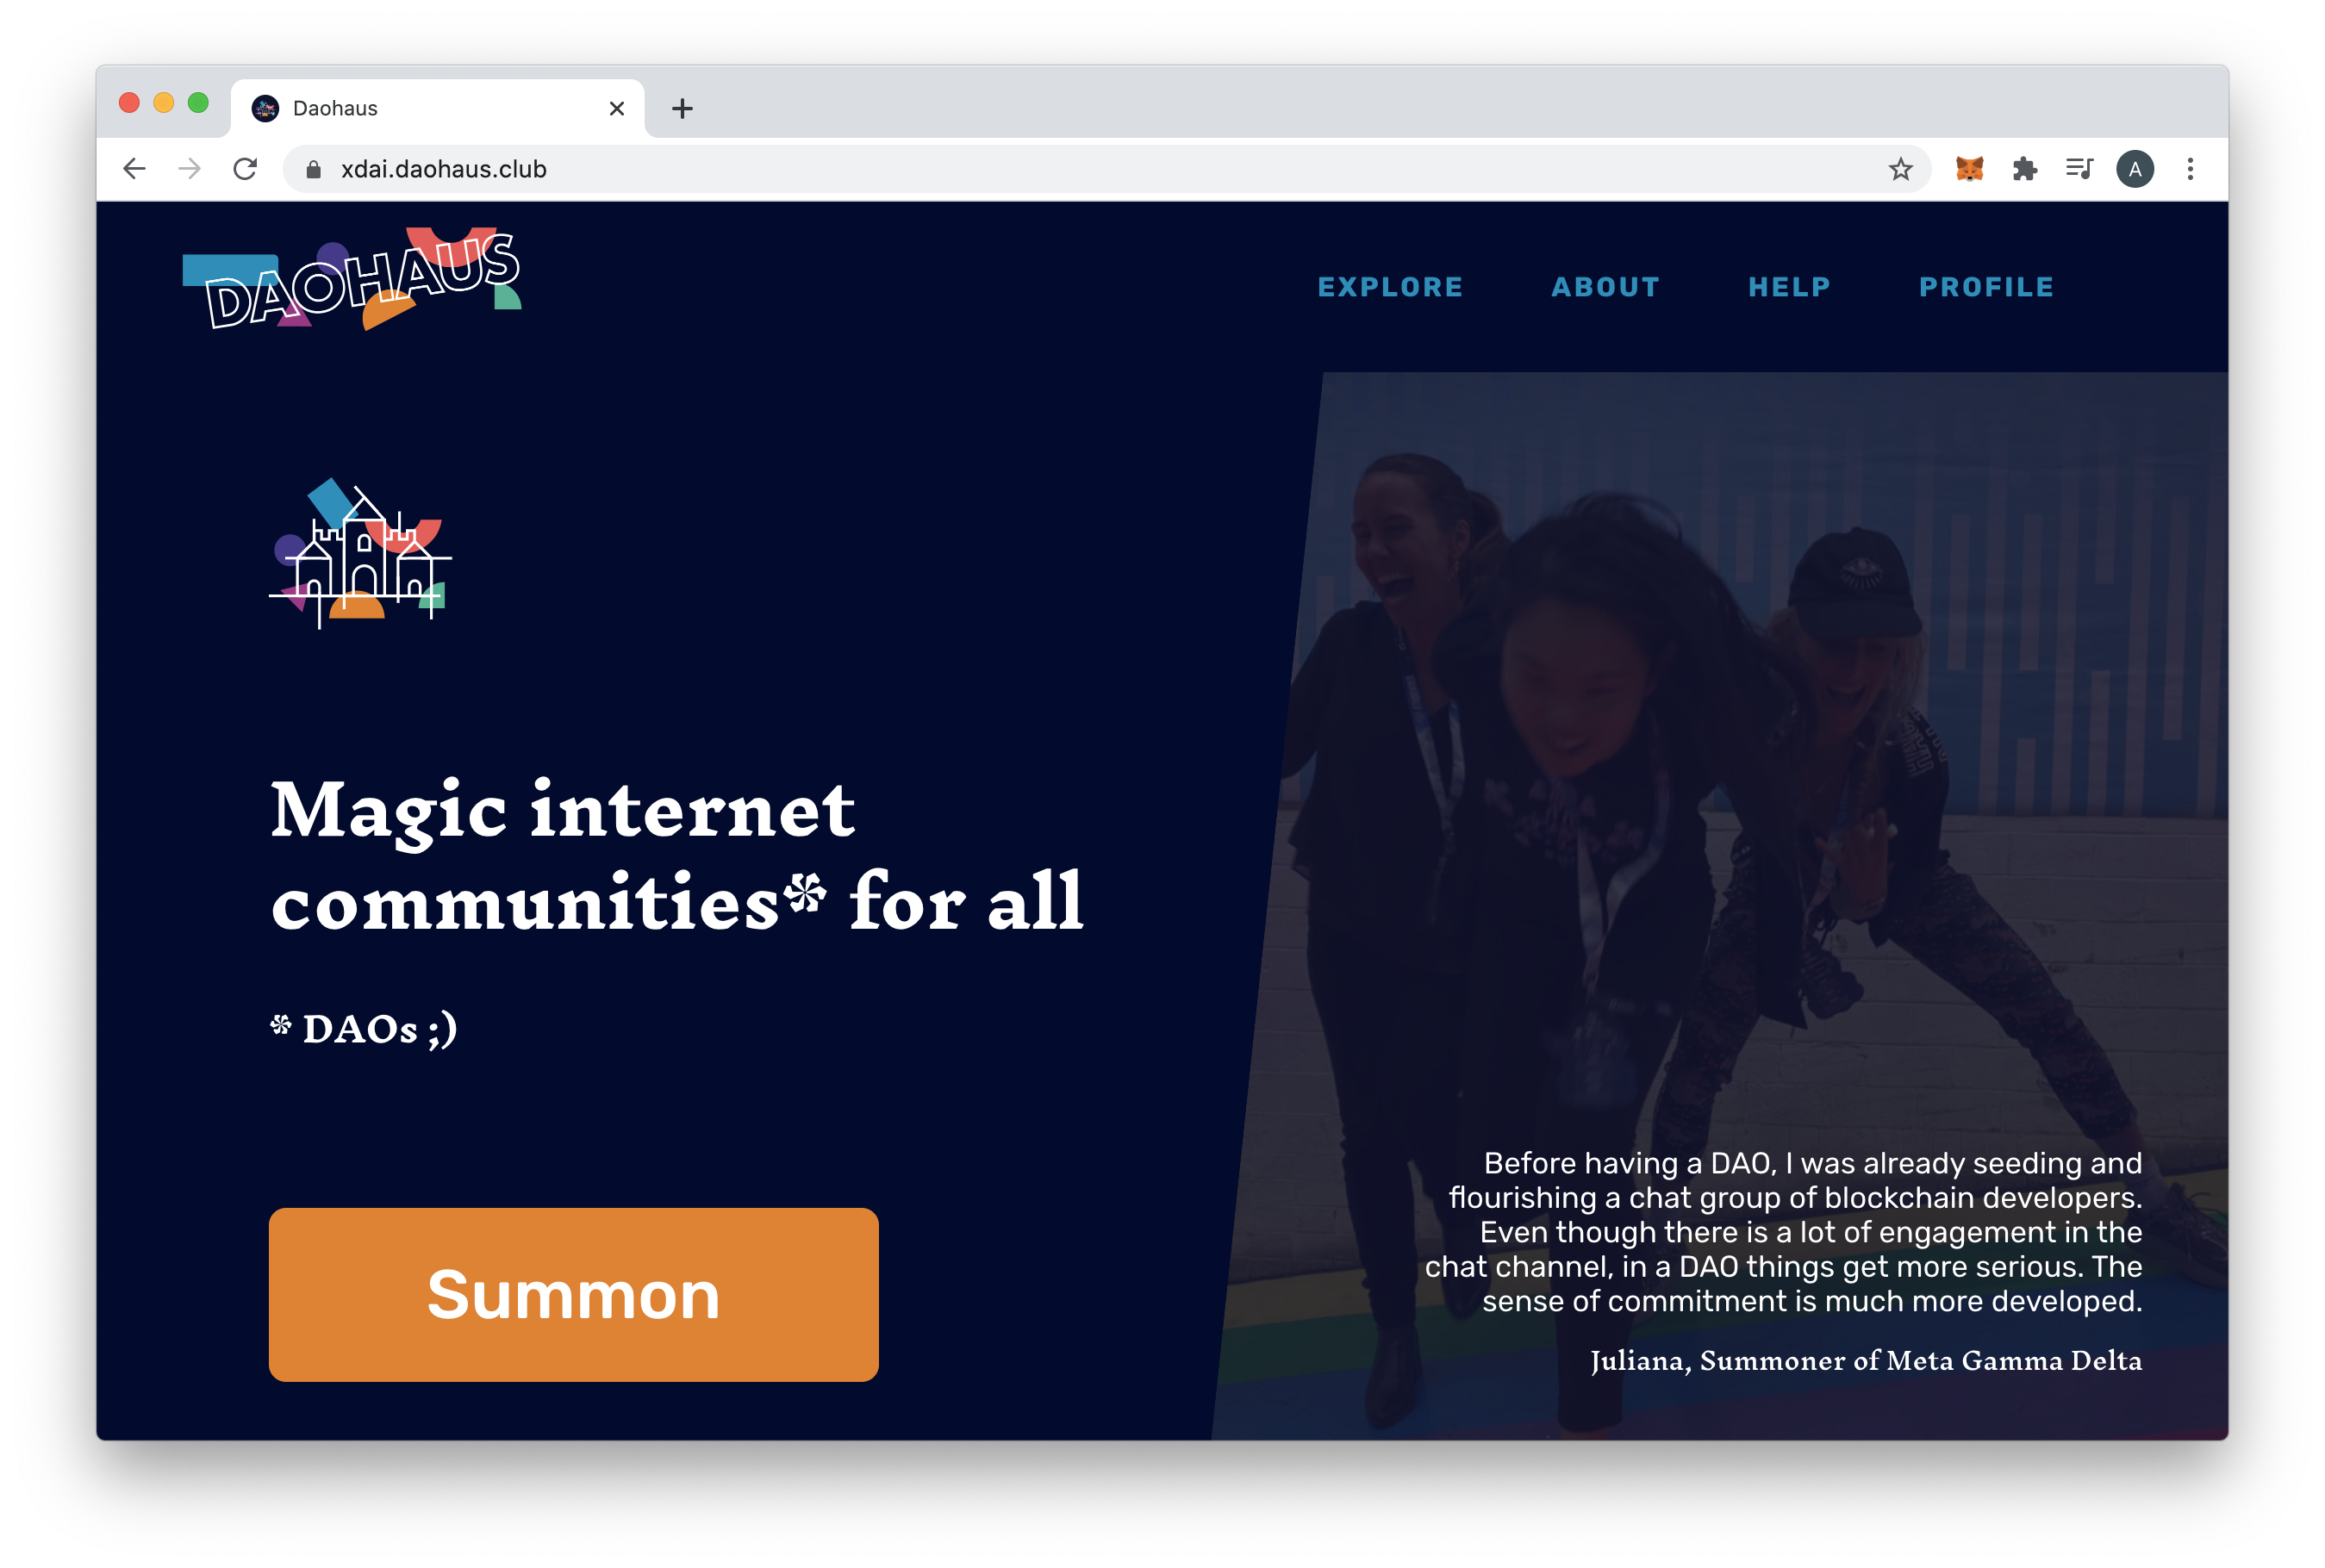 Daohaus
xdai.daohaus.club
A
DAOHAUS
EXPLORE ABOUT HELP PROFILE
Magic internet
communities* for all
* DAOs ;)
Summon
Before having a DAO, I was already seeding and
flourishing a chat group of blockchain developers.
Even though there is a lot of engagement in the
chat channel, in a DAO things get more serious. The
sense of commitment is much more developed.
Juliana, Summoner of Meta Gamma Delta